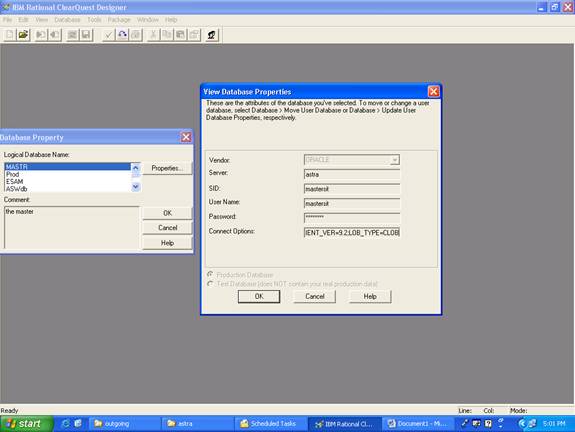 IBM Rational ClearQuest Designer
File Edit View Database Tools Package Window Help
View Database Properties
These are the attributes of the database you've selected. To move or change a user
database, select Database > Move User Database or Database > Update User
Database Properties, respectively.
Vendor: ORACLE
Server: astra
SID: mastersit
User Name: mastersit
Password: ********
Connect Options: IENT_VER=9.2;LOB_TYPE=CLOB
Production Database
Test Database (does NOT contain your real production data)
OK Cancel Help
Database Property
Logical Database Name:
MASTR
Prod
ESAM
ASWdb
Properties...
Comment:
the master
OK
Cancel
Help
Ready
Line: Col: Mode:
start outgoing astra Scheduled Tasks IBM Rational Cl... Document1 - Mi... 5:01 PM